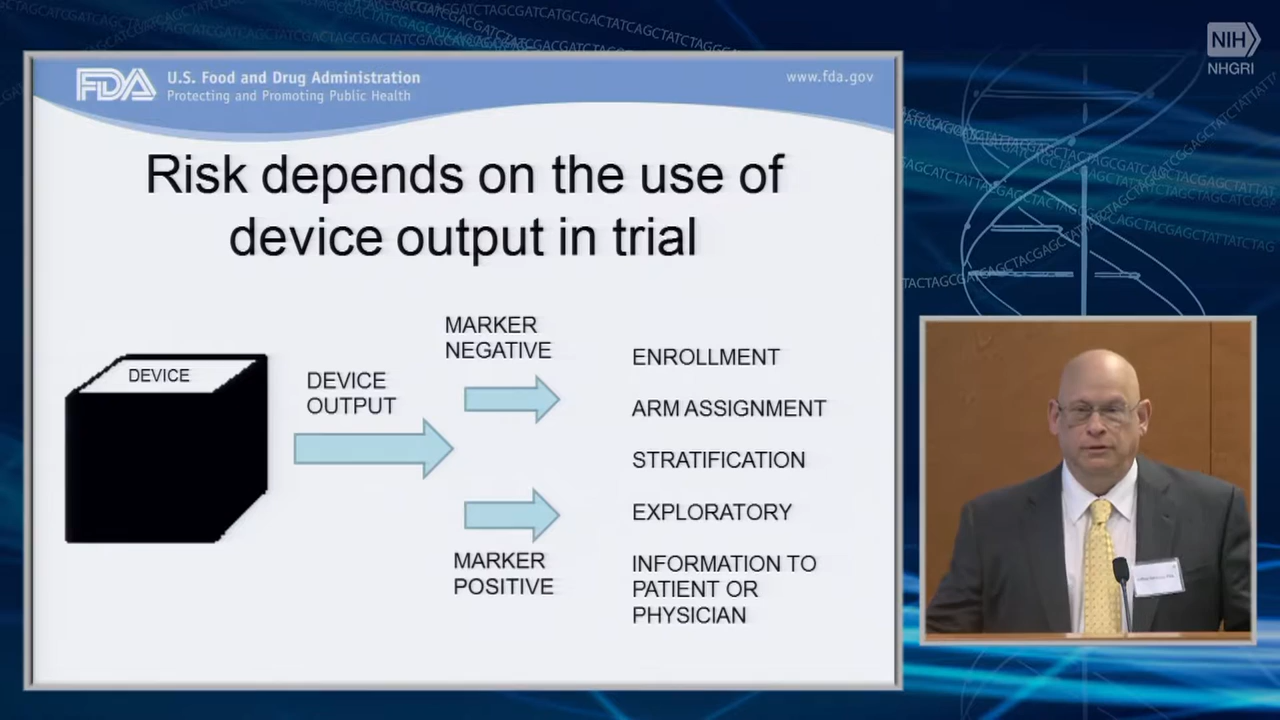 NIH
NHGRI
FDA U.S. Food and Drug Administration
Protecting and Promoting Public Health
www.fda.gov
Risk depends on the use of
device output in trial
DEVICE
DEVICE
OUTPUT
MARKER
NEGATIVE
MARKER
POSITIVE
ENROLLMENT
ARM ASSIGNMENT
STRATIFICATION
EXPLORATORY
INFORMATION TO
PATIENT OR
PHYSICIAN